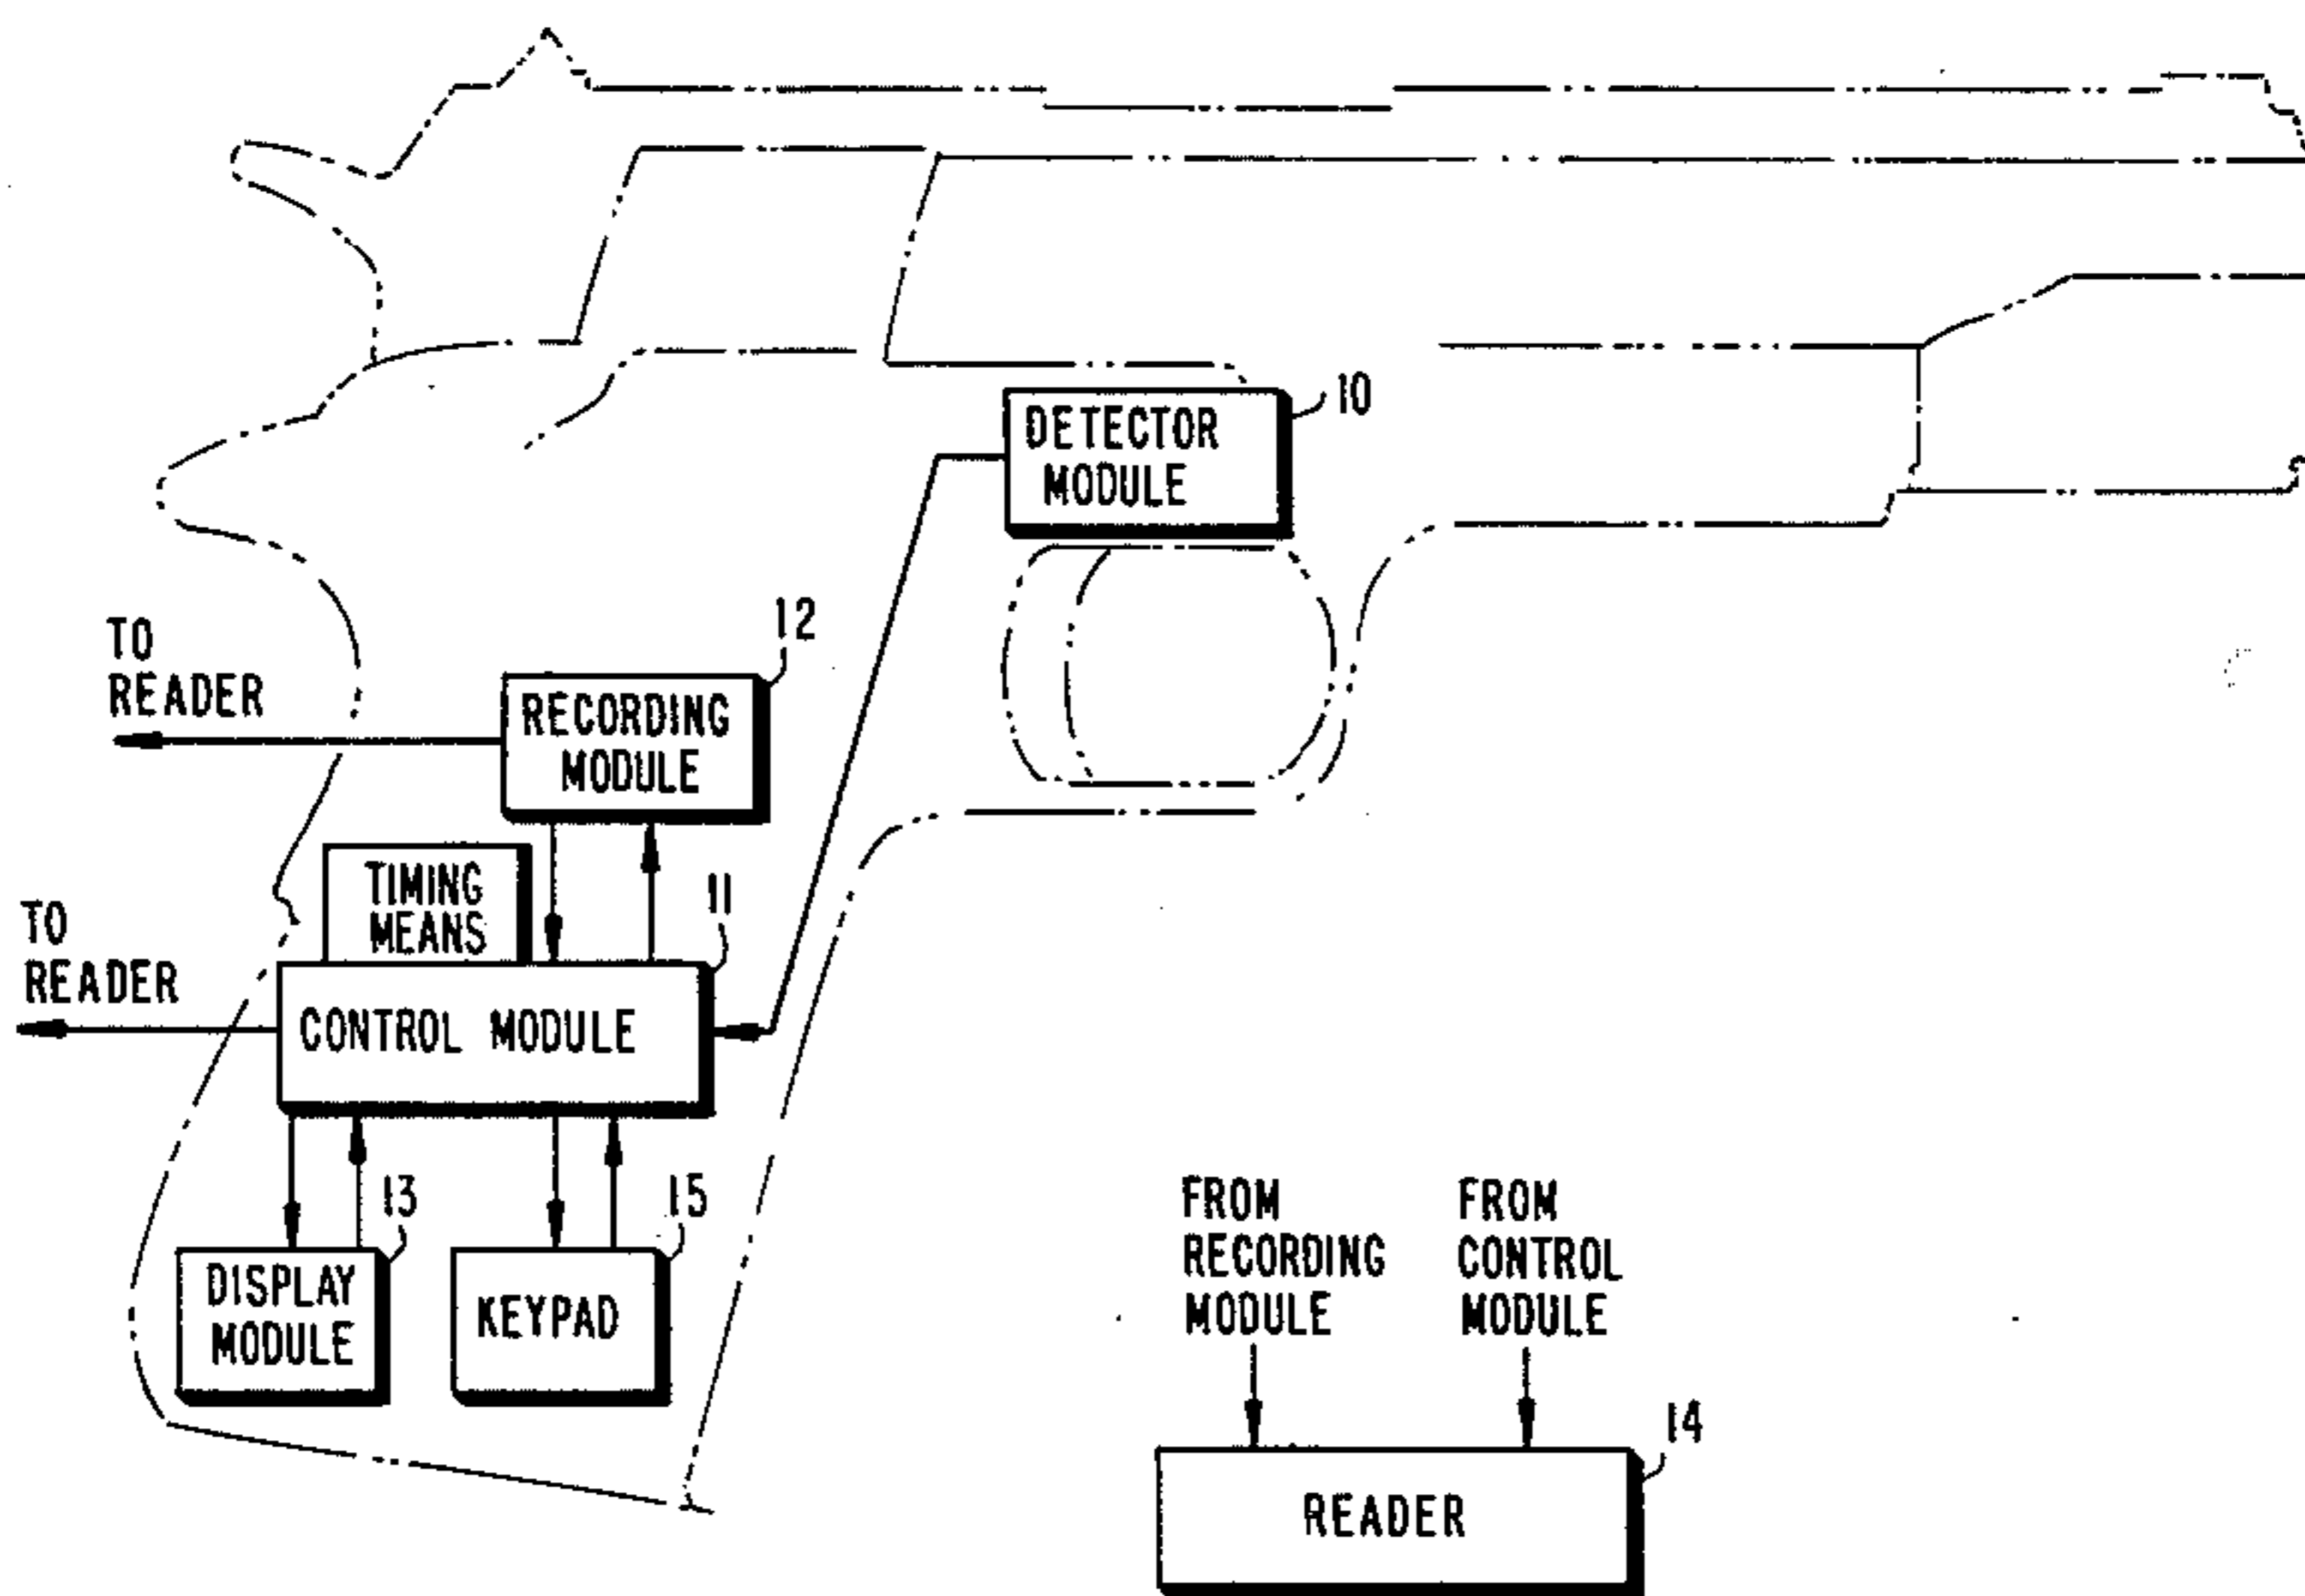 10
DETECTOR
MODULE
12
TO
READER
RECORDING
MODULE
TIMING
MEANS
11
TO
READER
CONTROL MODULE
13
15
DISPLAY
MODULE
KEYPAD
FROM
RECORDING
MODULE
FROM
CONTROL
MODULE
14
READER